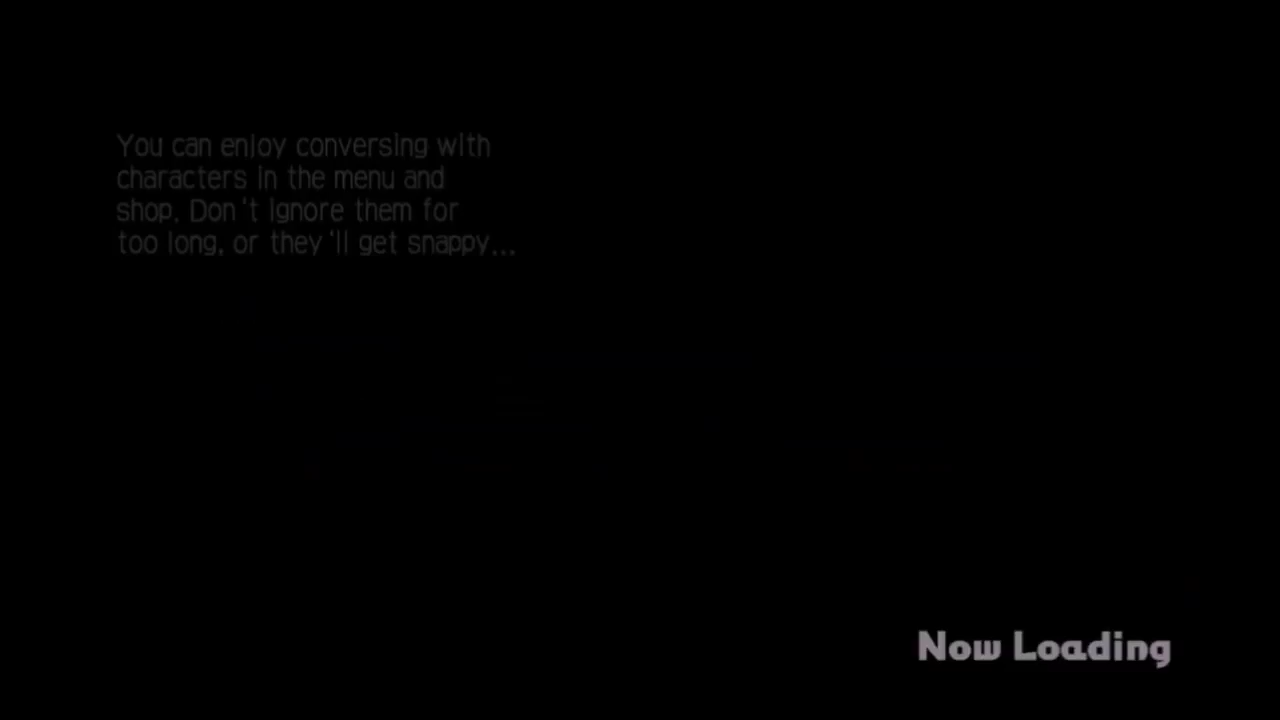 You can enjoy conversing with
characters in the menu and
shop. Don't ignore them for
too long, or they'll get snappy...
Now Loading